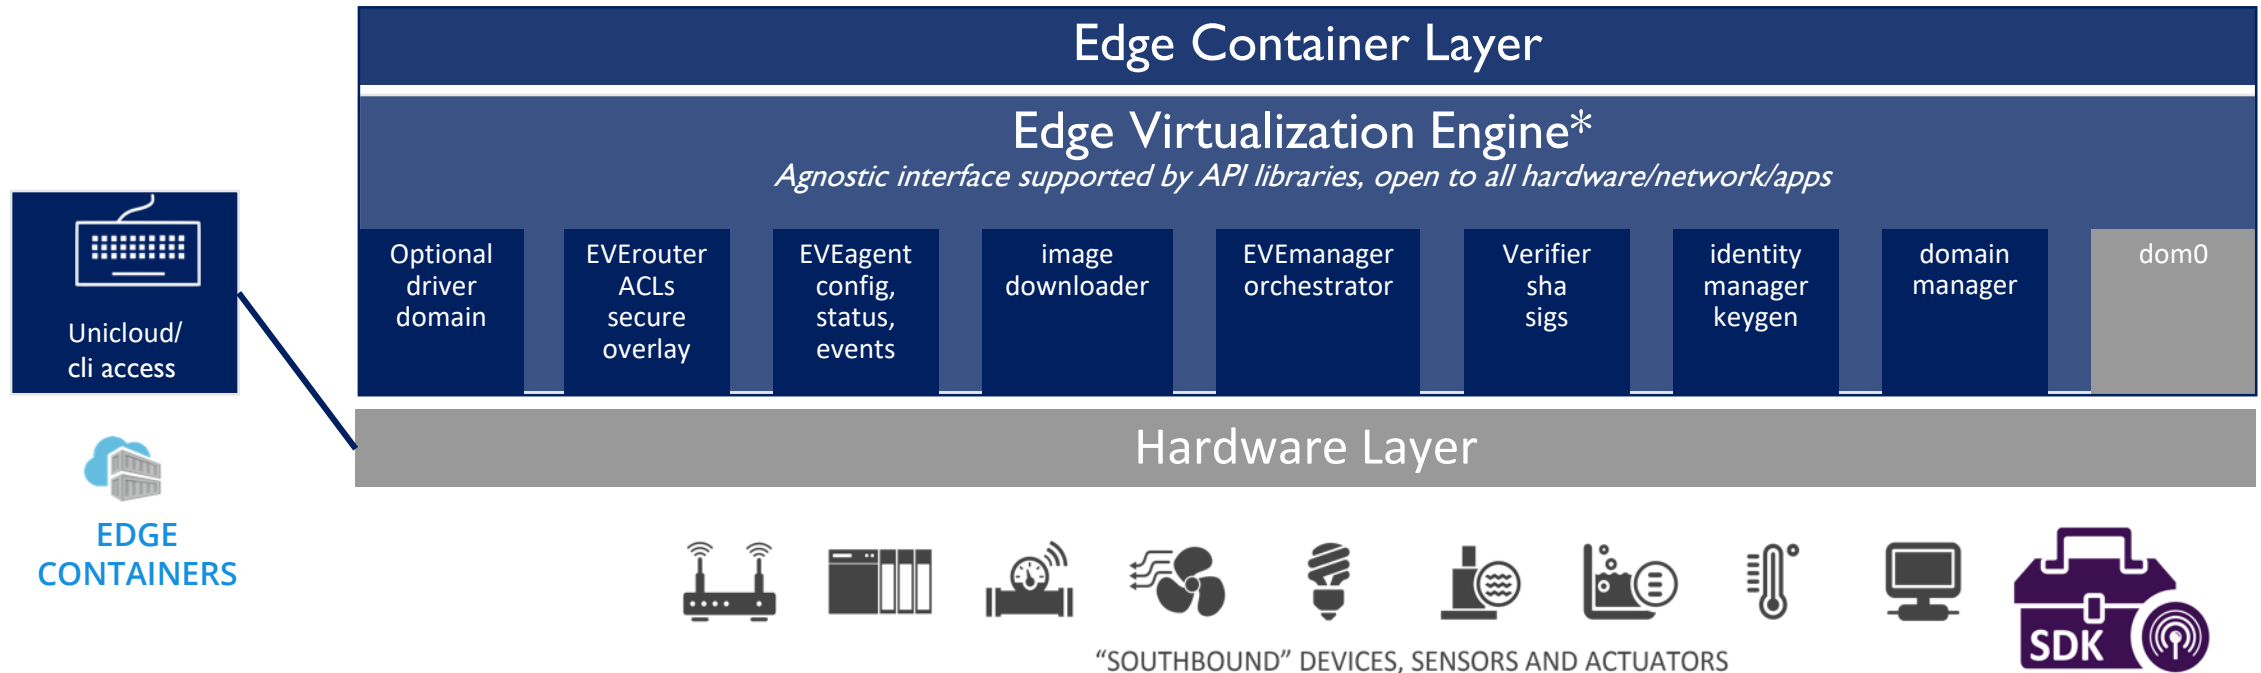 Edge Container Layer
Edge Virtualization Engine*
Agnostic interface supported by API libraries, open to all hardware/network/apps
Unicloud/
cli access
Optional
driver
domain
EVErouter
ACLs
secure
overlay
EVEagent
config,
status,
events
image
downloader
EVEmanager
orchestrator
Verifier
sha
sigs
identity
manager
keygen
domain
manager
dom0
Hardware Layer
EDGE
CONTAINERS
SDK
“SOUTHBOUND” DEVICES, SENSORS AND ACTUATORS